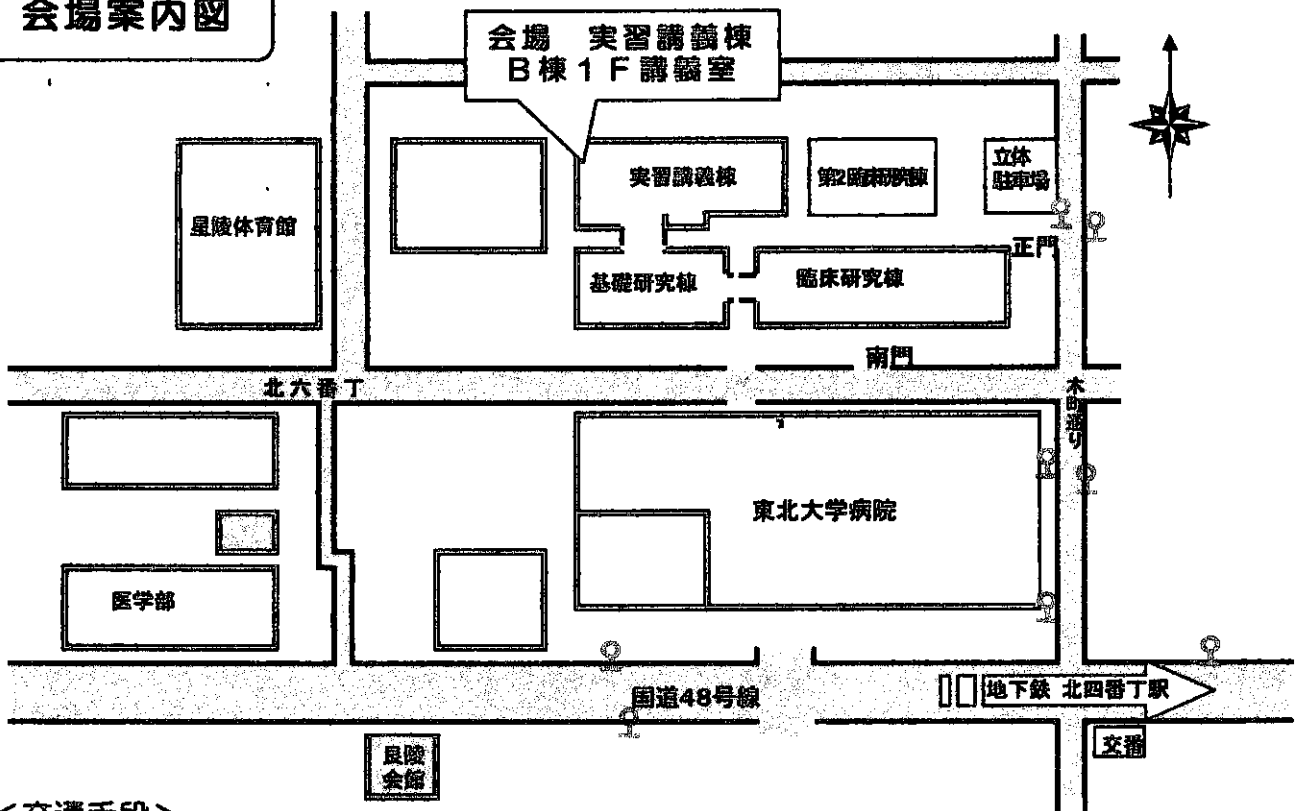 会場案内図
会場　実習講義棟
B棟1F講義室
星陵体育館
実習講義棟
第2臨床研究棟
立体
駐車場
正門
基礎研究棟
臨床研究棟
南門
北六番丁
木町通り
東北大学病院
医学部
国道48号線
地下鉄 北四番丁駅
交番
艮陵
会館
＜交通手段＞